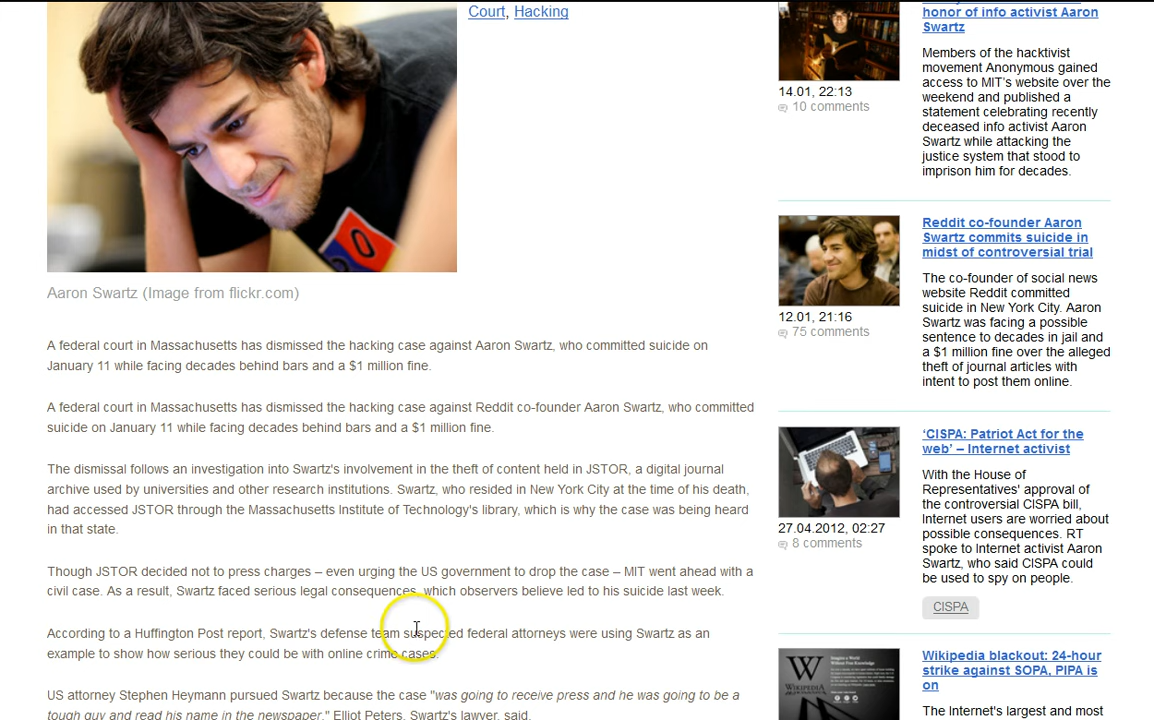 Court, Hacking
Aaron Swartz (Image from flickr.com)
A federal court in Massachusetts has dismissed the hacking case against Aaron Swartz, who committed suicide on
January 11 while facing decades behind bars and a $1 million fine.
A federal court in Massachusetts has dismissed the hacking case against Reddit co-founder Aaron Swartz, who committed
suicide on January 11 while facing decades behind bars and a $1 million fine.
The dismissal follows an investigation into Swartz's involvement in the theft of content held in JSTOR, a digital journal
archive used by universities and other research institutions. Swartz, who resided in New York City at the time of his death,
had accessed JSTOR through the Massachusetts Institute of Technology's library, which is why the case was being heard
in that state.
Though JSTOR decided not to press charges – even urging the US government to drop the case – MIT went ahead with a
civil case. As a result, Swartz faced serious legal consequences, which observers believe led to his suicide last week.
According to a Huffington Post report, Swartz's defense team suspected federal attorneys were using Swartz as an
example to show how serious they could be with online crime cases.
US attorney Stephen Heymann pursued Swartz because the case "was going to receive press and he was going to be a
tough guy and read his name in the newspaper," Elliot Peters, Swartz's lawyer, said.
14.01, 22:13
10 comments
honor of info activist Aaron
Swartz
Members of the hacktivist
movement Anonymous gained
access to MIT's website over the
weekend and published a
statement celebrating recently
deceased info activist Aaron
Swartz while attacking the
justice system that stood to
imprison him for decades.
12.01, 21:16
75 comments
Reddit co-founder Aaron
Swartz commits suicide in
midst of controversial trial
The co-founder of social news
website Reddit committed
suicide in New York City. Aaron
Swartz was facing a possible
sentence to decades in jail and
a $1 million fine over the alleged
theft of journal articles with
intent to post them online.
27.04.2012, 02:27
8 comments
‘CISPA: Patriot Act for the
web’ – Internet activist
With the House of
Representatives' approval of
the controversial CISPA bill,
Internet users are worried about
possible consequences. RT
spoke to Internet activist Aaron
Swartz, who said CISPA could
be used to spy on people.
CISPA
W
WIKIPEDIA
Wikipedia blackout: 24-hour
strike against SOPA, PIPA is
on
The Internet's largest and most